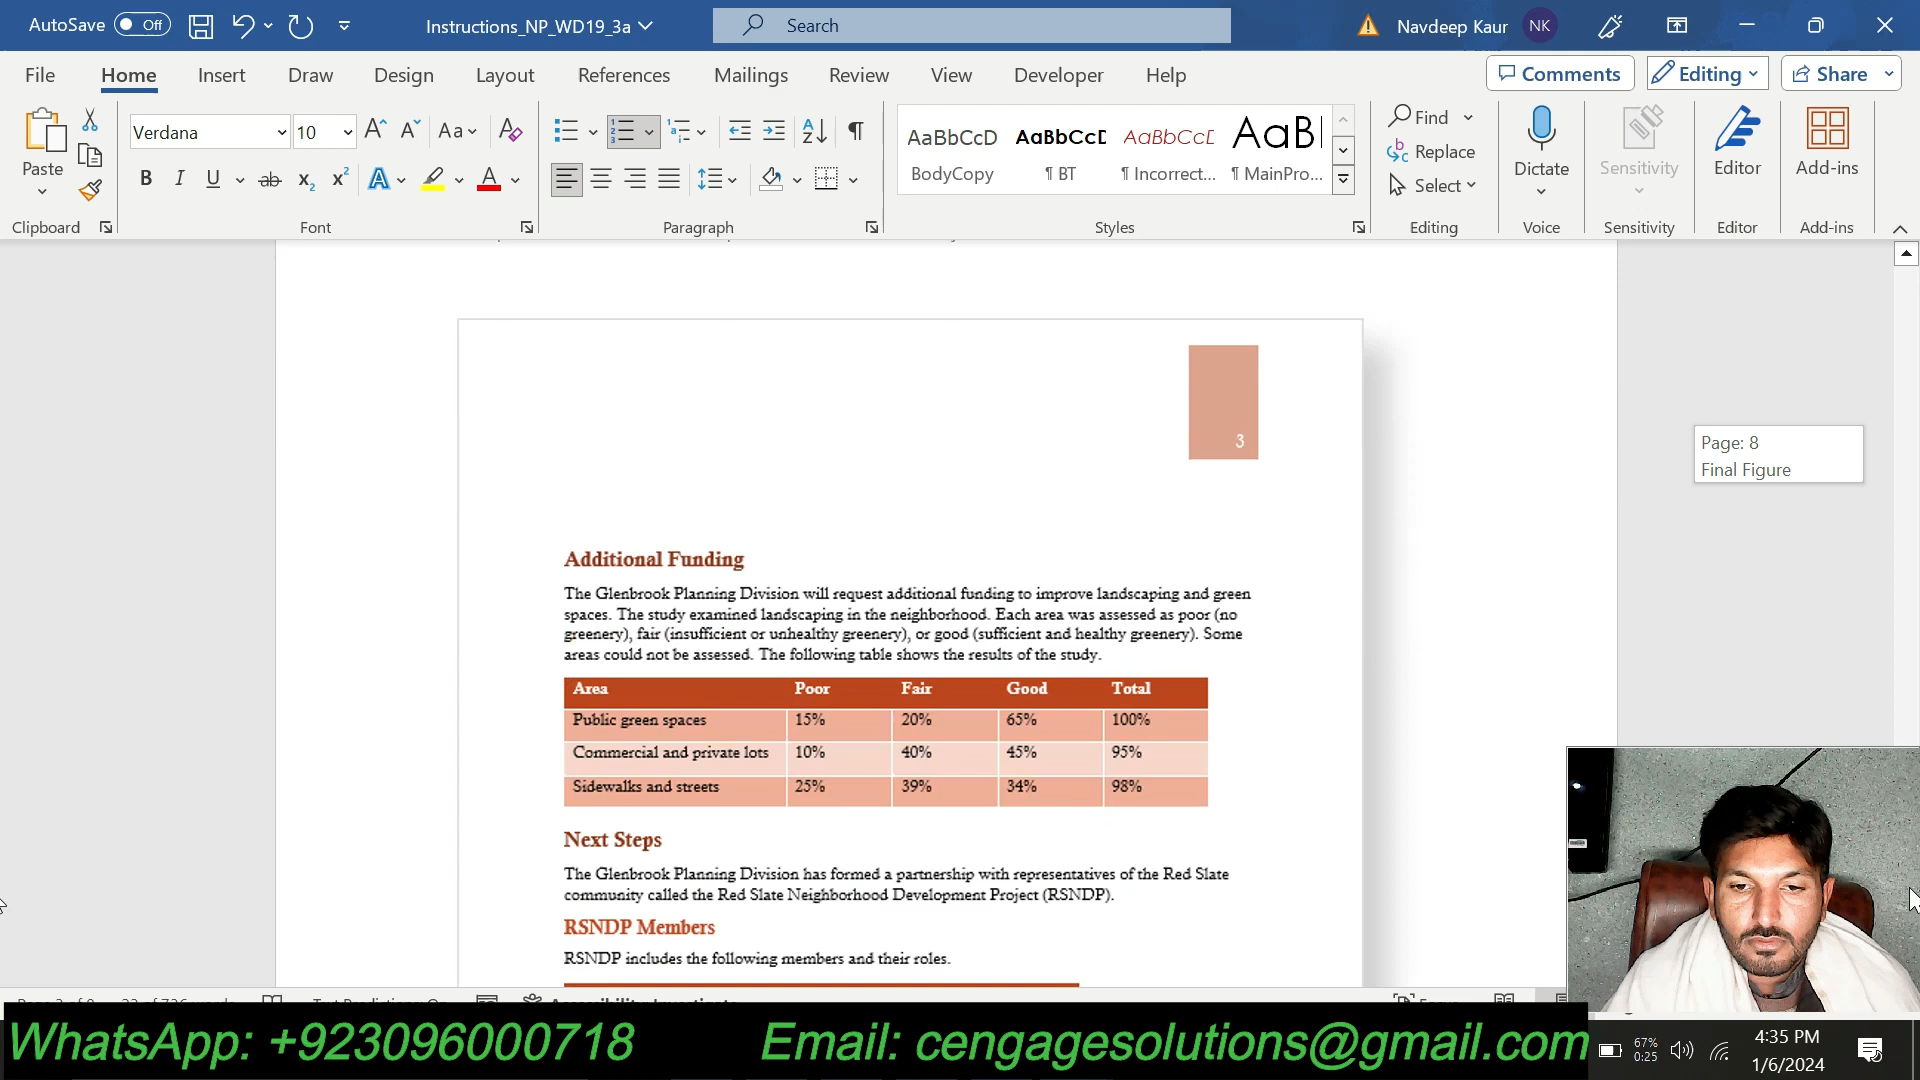 AutoSave Off
Instructions_NP_WD19_3a
Search
Navdeep Kaur NK
File Home Insert Draw Design Layout References Mailings Review View Developer Help
Comments Editing Share
Paste
Verdana 10
Aa
AaBbCcD AaBbCcD AaBbCcD AaB
BodyCopy ¶ BT ¶ Incorrect... ¶ MainPro...
Find
Replace
Select
Dictate
Sensitivity
Editor
Add-ins
Clipboard Font Paragraph Styles Editing Voice Sensitivity Editor Add-ins
3
Page: 8
Final Figure
Additional Funding
The Glenbrook Planning Division will request additional funding to improve landscaping and green
spaces. The study examined landscaping in the neighborhood. Each area was assessed as poor (no
greenery), fair (insufficient or unhealthy greenery), or good (sufficient and healthy greenery). Some
areas could not be assessed. The following table shows the results of the study.
Area Poor Fair Good Total
Public green spaces 15% 20% 65% 100%
Commercial and private lots 10% 40% 45% 95%
Sidewalks and streets 25% 39% 34% 98%
Next Steps
The Glenbrook Planning Division has formed a partnership with representatives of the Red Slate
community called the Red Slate Neighborhood Development Project (RSNDP).
RSNDP Members
RSNDP includes the following members and their roles.
WhatsApp: +923096000718 Email: cengagesolutions@gmail.com
67%
0:25
4:35 PM
1/6/2024